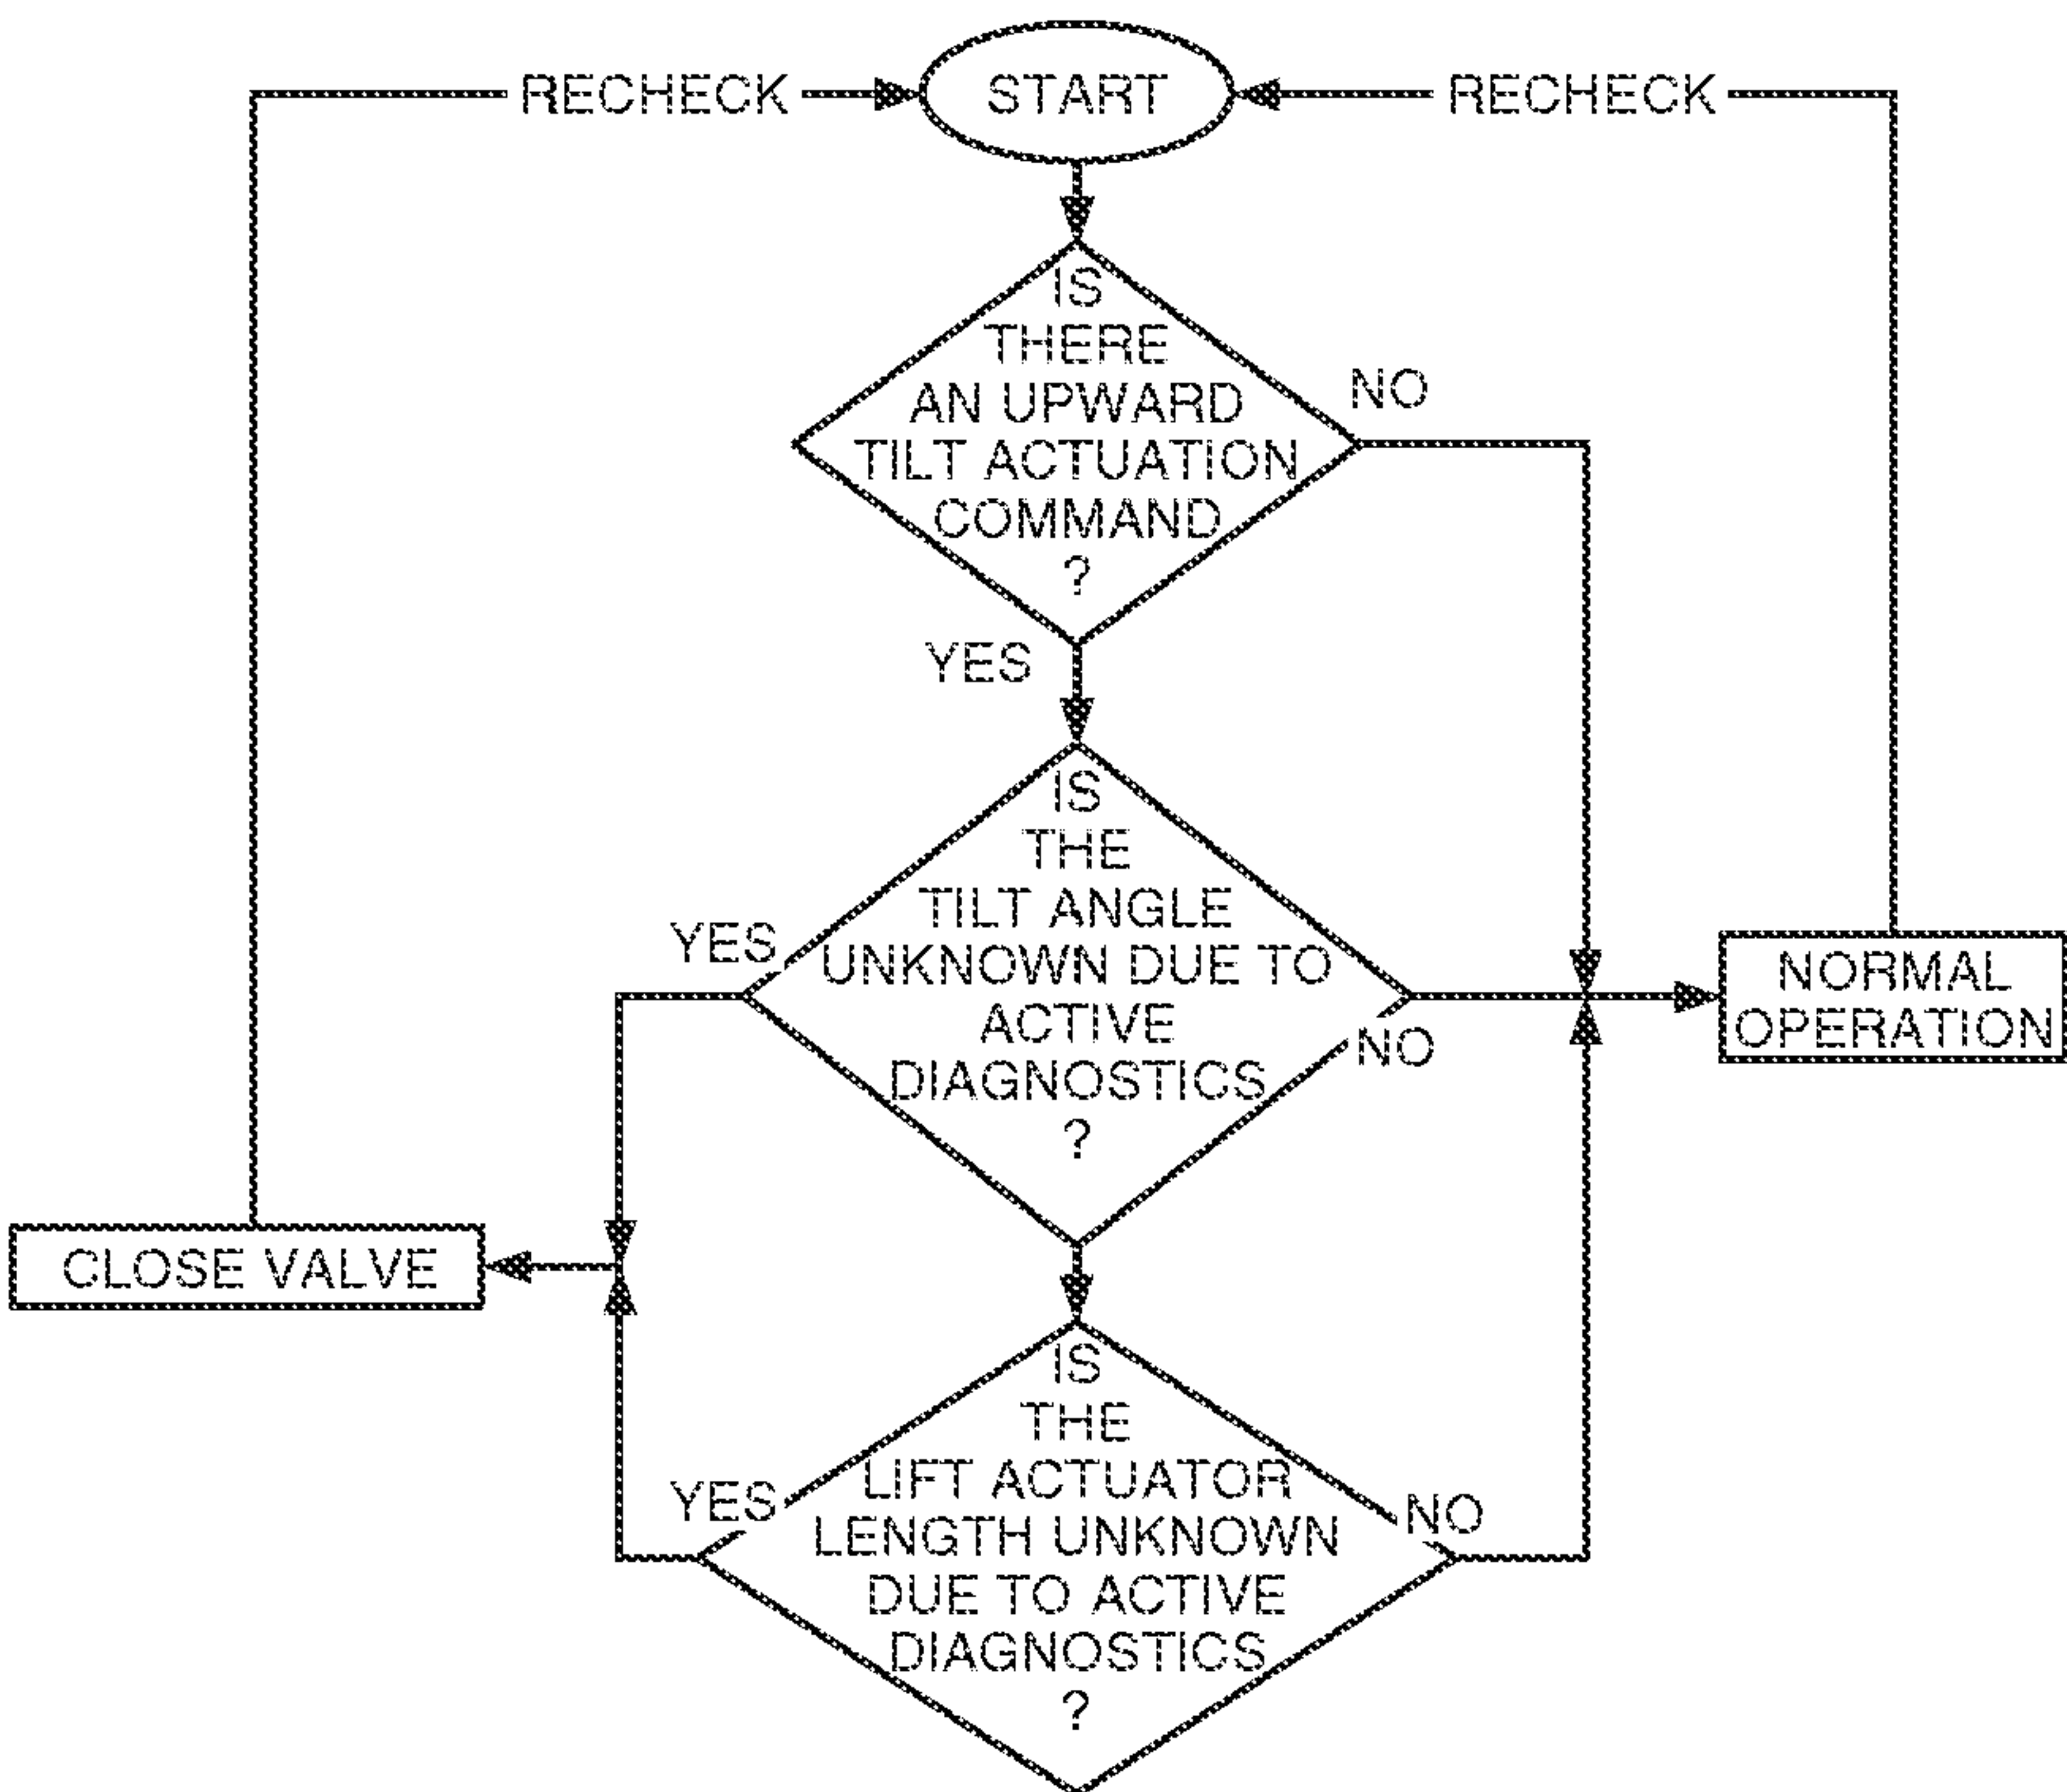 RECHECK
START
RECHECK
IS
THERE
AN UPWARD
TILT ACTUATION
COMMAND
?
NO
YES
IS
THE
TILT ANGLE
UNKNOWN DUE TO
ACTIVE
DIAGNOSTICS
?
YES
NO
NORMAL
OPERATION
CLOSE VALVE
IS
THE
LIFT ACTUATOR
LENGTH UNKNOWN
DUE TO ACTIVE
DIAGNOSTICS
?
YES
NO